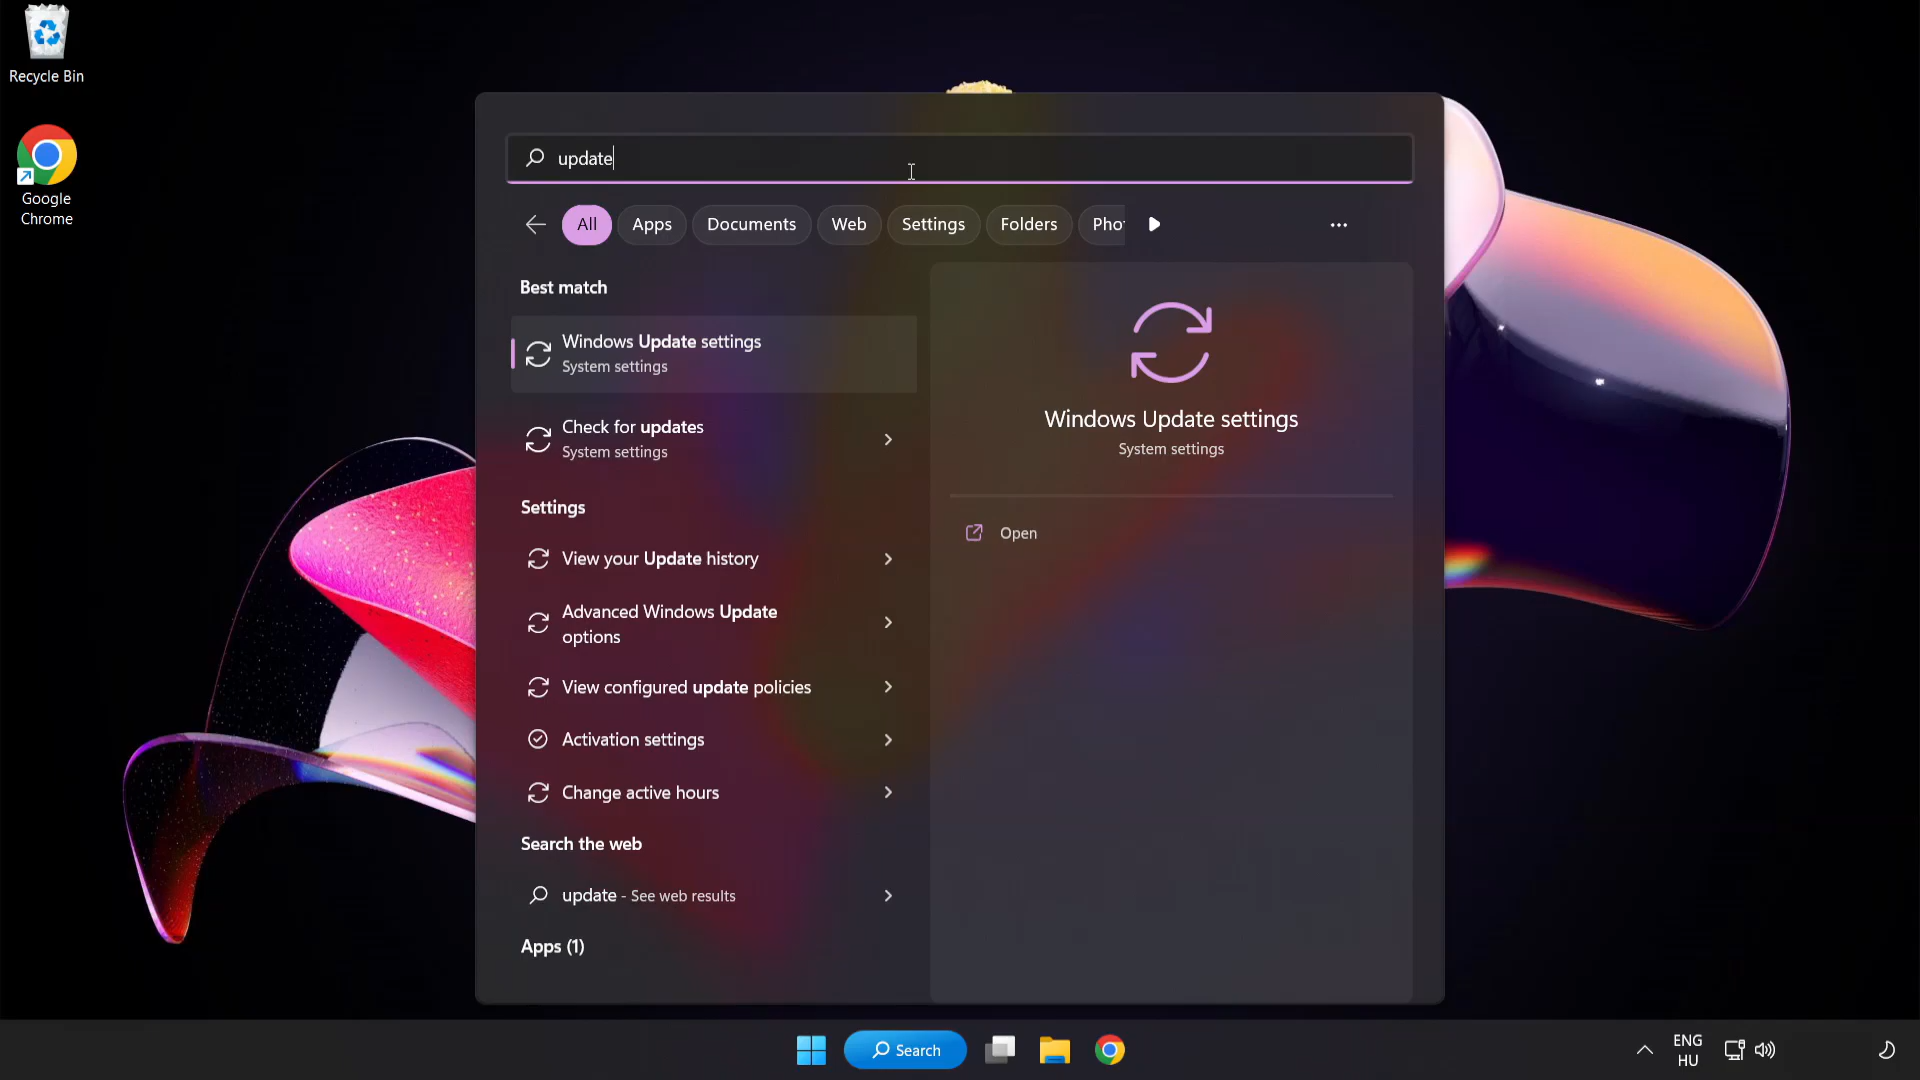 Recycle Bin
Google
Chrome
update
All
Apps
Documents
Web
Settings
Folders
Pho
Best match
Windows Update settings
System settings
Check for updates
System settings
Settings
View your Update history
Advanced Windows Update
options
View configured update policies
Activation settings
Change active hours
Search the web
update - See web results
Apps (1)
Windows Update settings
System settings
Open
Search
ENG
HU